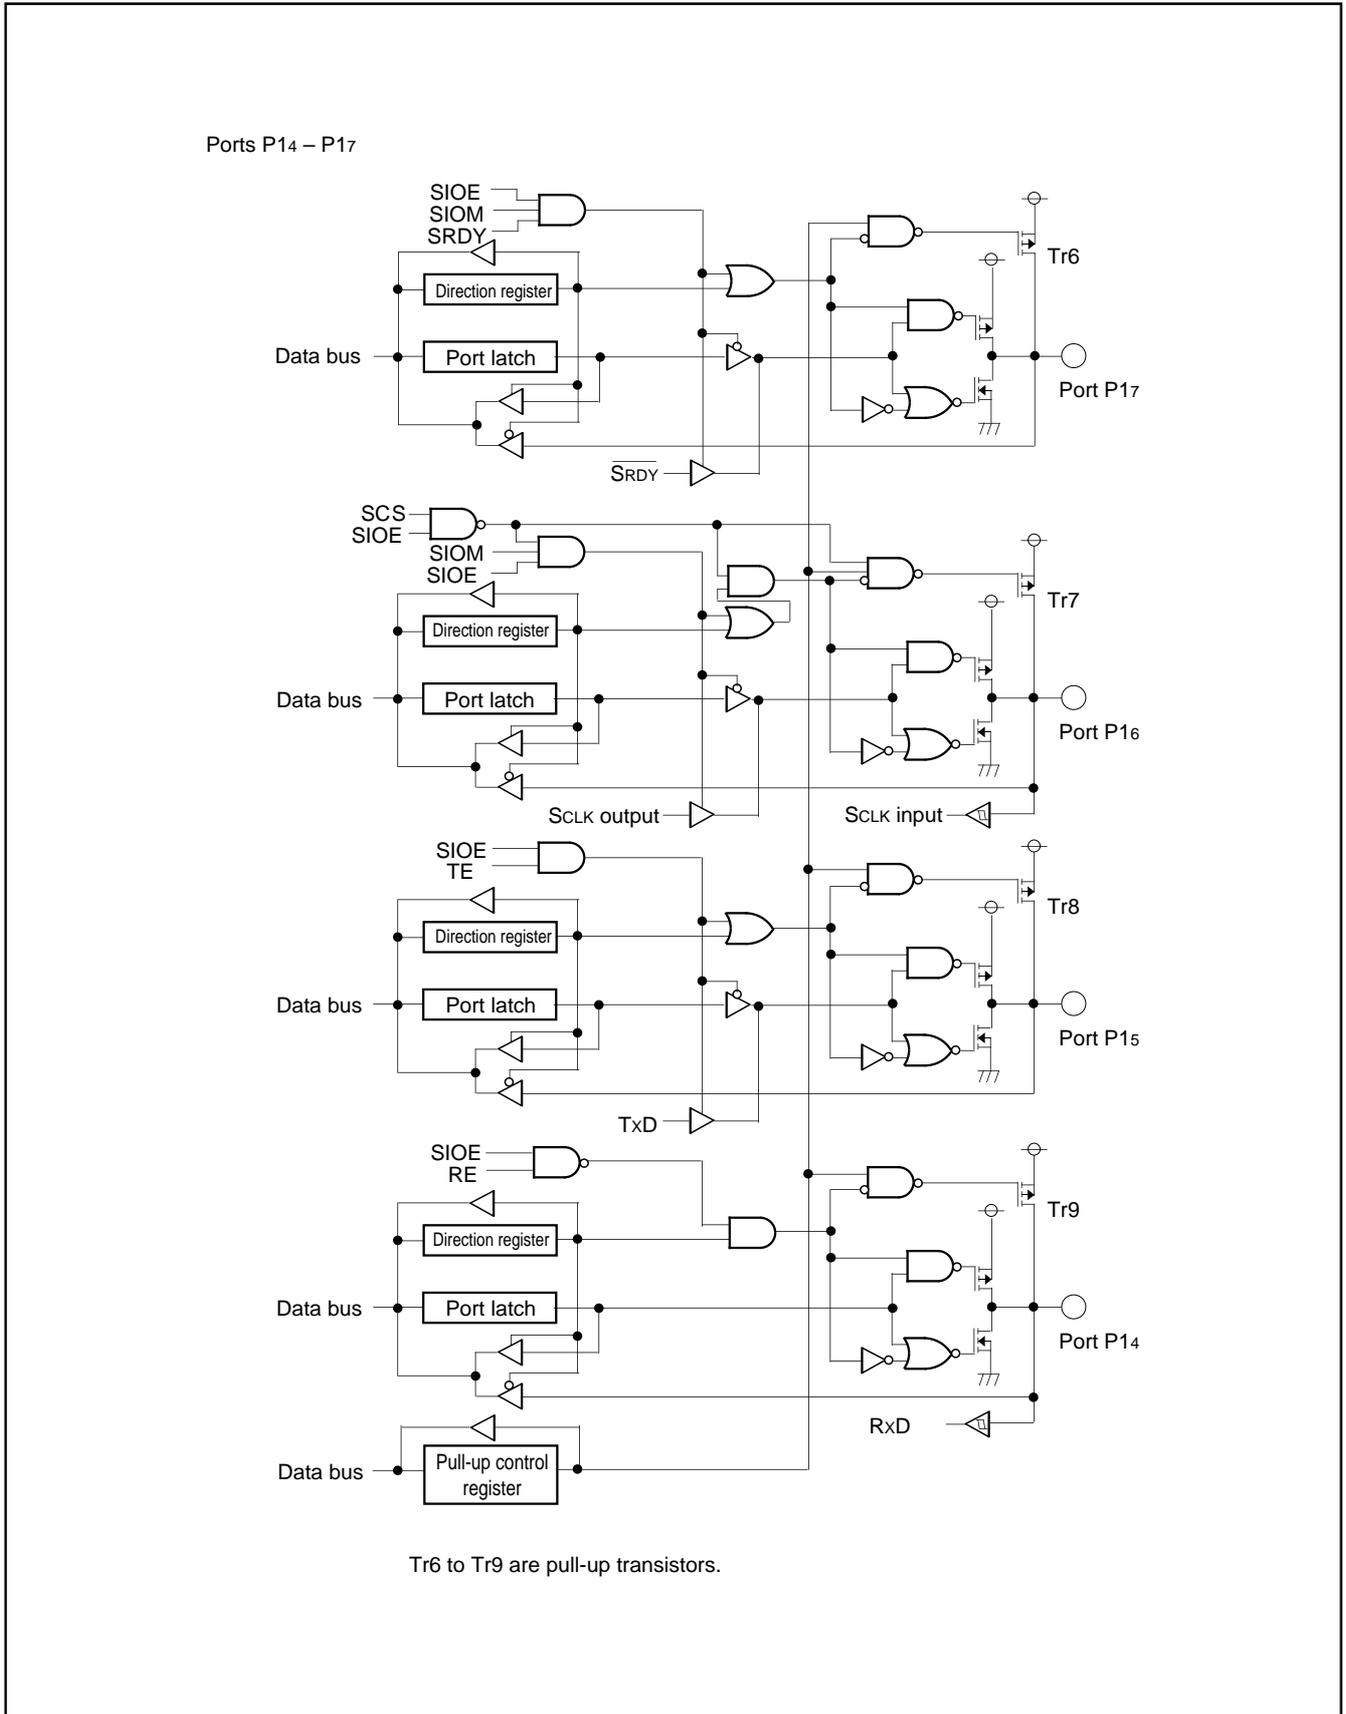 Ports P14 – P17
SIOE
SIOM
SRDY
Tr6
Direction register
Data bus
Port latch
Port P17
SRDY
SCS
SIOE
SIOM
SIOE
Tr7
Direction register
Data bus
Port latch
Port P16
SCLK output
SCLK input
SIOE
TE
Tr8
Direction register
Data bus
Port latch
Port P15
TXD
SIOE
RE
Tr9
Direction register
Data bus
Port latch
Port P14
RXD
Data bus
Pull-up control
register
Tr6 to Tr9 are pull-up transistors.